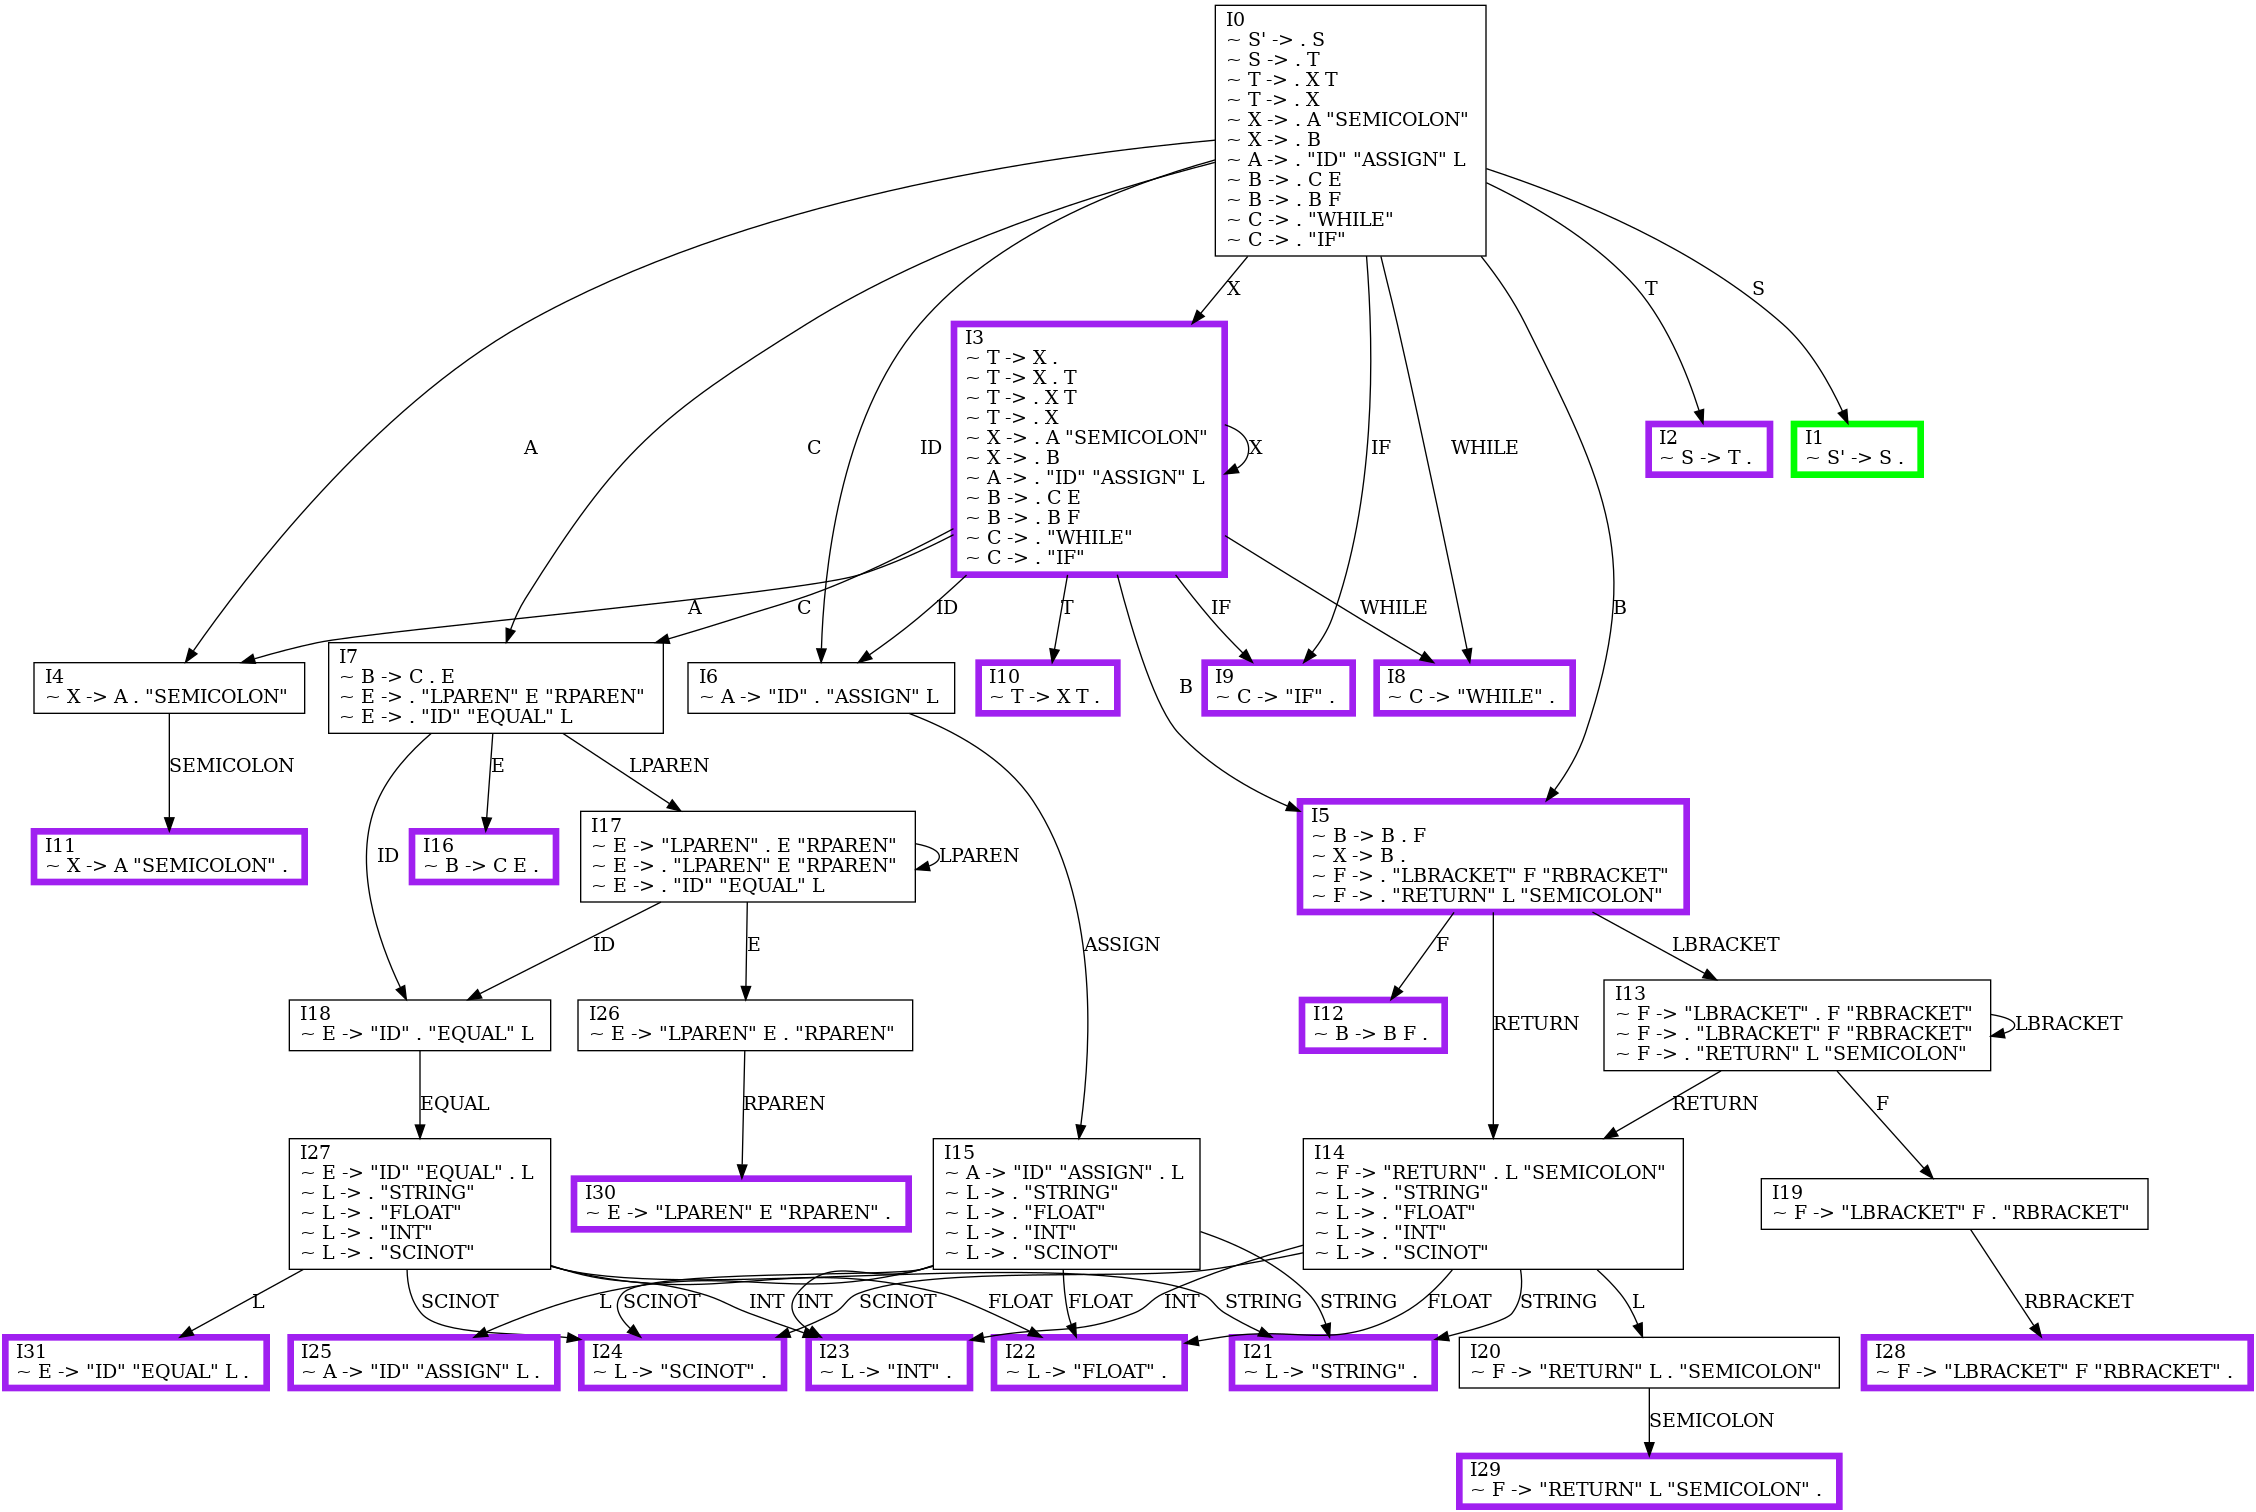 I0
~ S' -> . S
~ S -> . T
~ T -> . X T
~ T -> . X
~ X -> . A "SEMICOLON"
~ X -> . B
~ A -> . "ID" "ASSIGN" L
~ B -> . C E
~ B -> . B F
~ C -> . "WHILE"
~ C -> . "IF"
X
T
S
I3
~ T -> X .
~ T -> X . T
~ T -> . X T
~ T -> . X
~ X -> . A "SEMICOLON"
~ X -> . B
~ A -> . "ID" "ASSIGN" L
~ B -> . C E
~ B -> . B F
~ C -> . "WHILE"
~ C -> . "IF"
I2
~ S -> T .
I1
~ S' -> S .
A
C
ID
X
IF
WHILE
A
C
ID
T
IF
WHILE
B
I4
~ X -> A . "SEMICOLON"
I7
~ B -> C . E
~ E -> . "LPAREN" E "RPAREN"
~ E -> . "ID" "EQUAL" L
I6
~ A -> "ID" . "ASSIGN" L
I10
~ T -> X T .
I9
~ C -> "IF" .
I8
~ C -> "WHILE" .
B
SEMICOLON
E
LPAREN
I11
~ X -> A "SEMICOLON" .
ID
I16
~ B -> C E .
I17
~ E -> "LPAREN" . E "RPAREN"
~ E -> . "LPAREN" E "RPAREN"
~ E -> . "ID" "EQUAL" L
LPAREN
I5
~ B -> B . F
~ X -> B .
~ F -> . "LBRACKET" F "RBRACKET"
~ F -> . "RETURN" L "SEMICOLON"
ID
E
ASSIGN
F
LBRACKET
I18
~ E -> "ID" . "EQUAL" L
I26
~ E -> "LPAREN" E . "RPAREN"
I12
~ B -> B F .
RETURN
I13
~ F -> "LBRACKET" . F "RBRACKET"
~ F -> . "LBRACKET" F "RBRACKET"
~ F -> . "RETURN" L "SEMICOLON"
LBRACKET
EQUAL
RPAREN
RETURN
F
I27
~ E -> "ID" "EQUAL" . L
~ L -> . "STRING"
~ L -> . "FLOAT"
~ L -> . "INT"
~ L -> . "SCINOT"
I30
~ E -> "LPAREN" E "RPAREN" .
I15
~ A -> "ID" "ASSIGN" . L
~ L -> . "STRING"
~ L -> . "FLOAT"
~ L -> . "INT"
~ L -> . "SCINOT"
I14
~ F -> "RETURN" . L "SEMICOLON"
~ L -> . "STRING"
~ L -> . "FLOAT"
~ L -> . "INT"
~ L -> . "SCINOT"
I19
~ F -> "LBRACKET" F . "RBRACKET"
L
SCINOT
L
SCINOT
INT
INT
SCINOT
FLOAT
FLOAT
INT
STRING
STRING
FLOAT
STRING
L
RBRACKET
I31
~ E -> "ID" "EQUAL" L .
I25
~ A -> "ID" "ASSIGN" L .
I24
~ L -> "SCINOT" .
I23
~ L -> "INT" .
I22
~ L -> "FLOAT" .
I21
~ L -> "STRING" .
I20
~ F -> "RETURN" L . "SEMICOLON"
I28
~ F -> "LBRACKET" F "RBRACKET" .
SEMICOLON
I29
~ F -> "RETURN" L "SEMICOLON" .